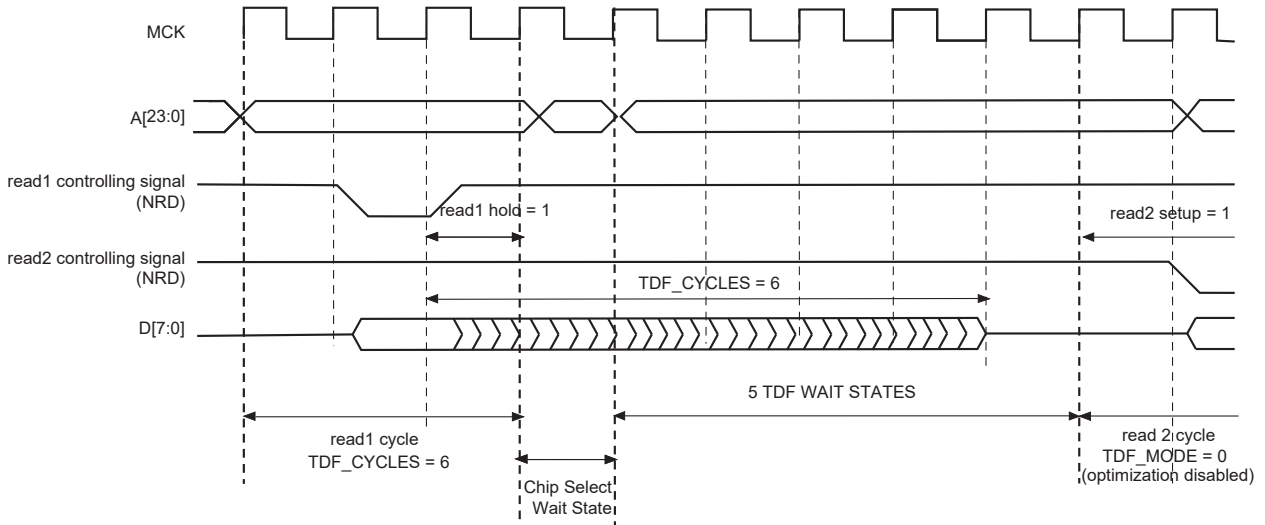 MCK
A[23:0]
read1 controlling signal
(NRD)
read1 hold = 1
read2 setup = 1
read2 controlling signal
(NRD)
TDF_CYCLES = 6
D[7:0]
5 TDF WAIT STATES
read1 cycle
TDF_CYCLES = 6
read 2 cycle
TDF_MODE = 0
(optimization disabled)
Chip Select
Wait State